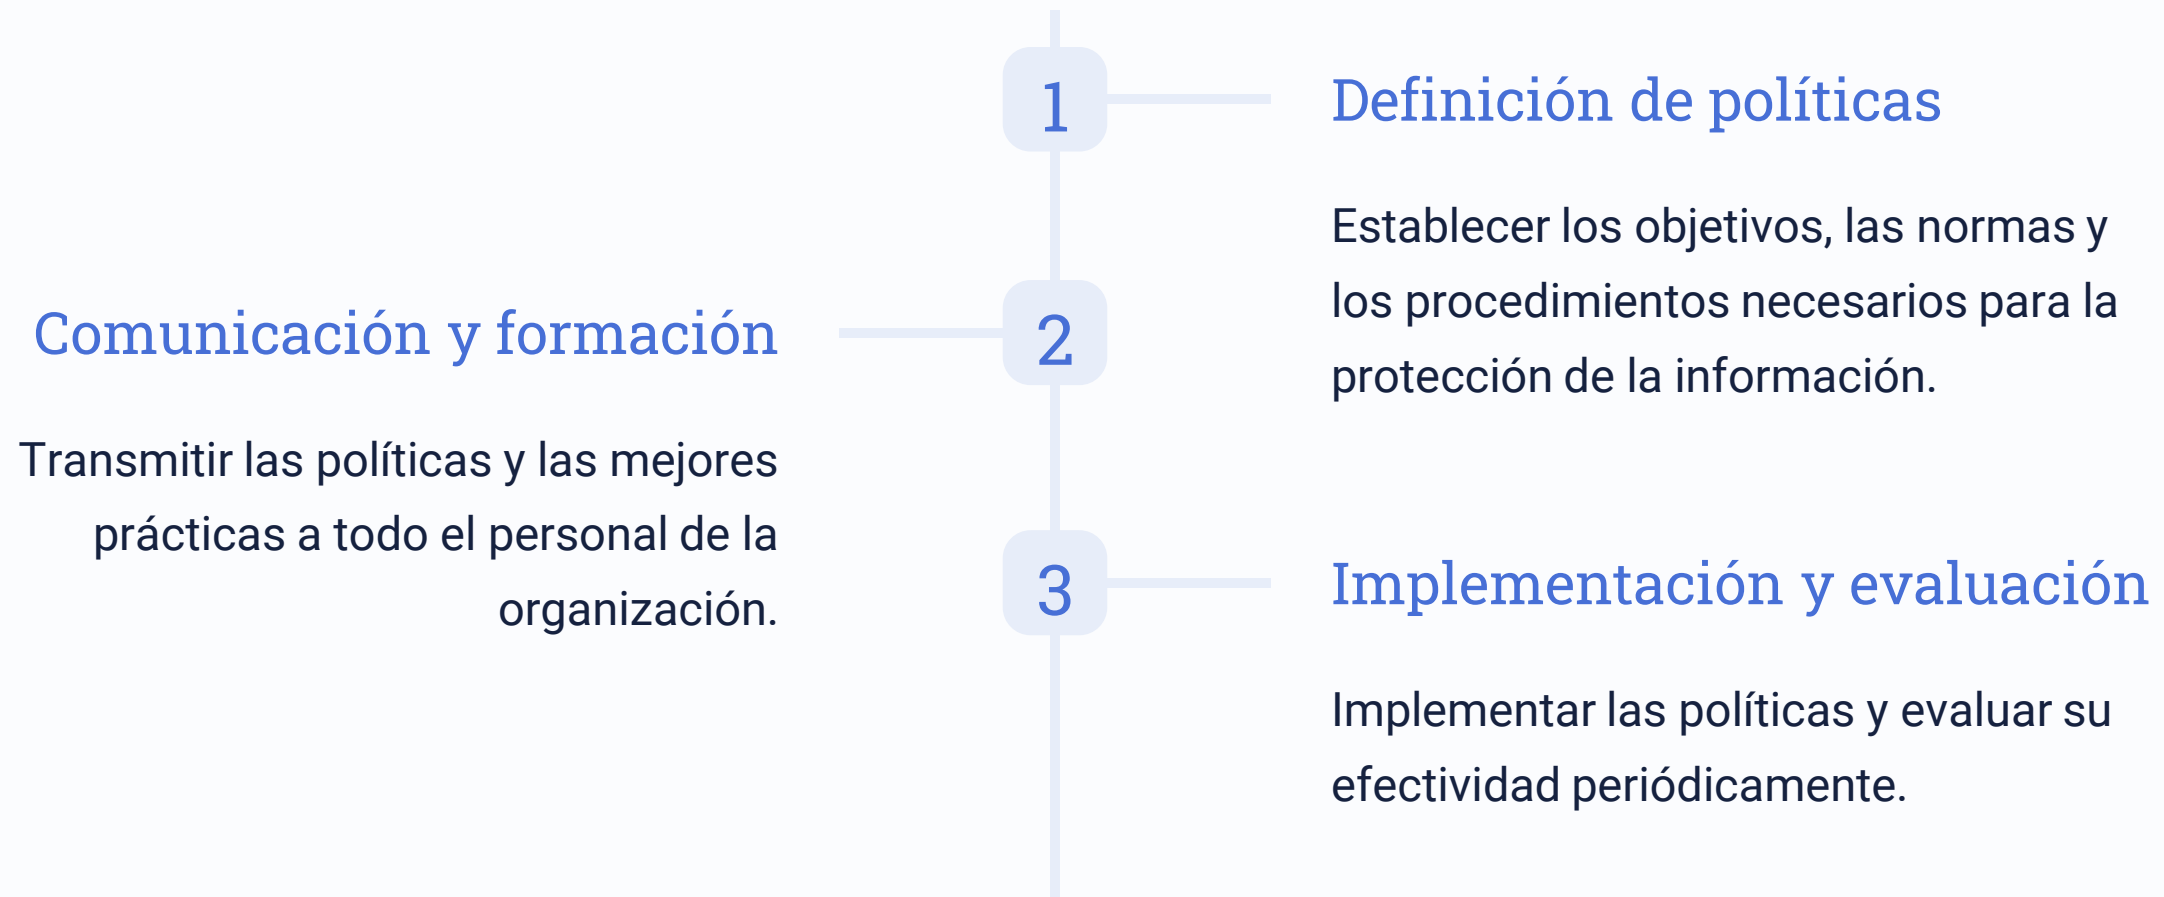 1
Definición de políticas
Establecer los objetivos, las normas y
los procedimientos necesarios para la
protección de la información.
2
Comunicación y formación
Transmitir las políticas y las mejores
prácticas a todo el personal de la
organización.
3
Implementación y evaluación
Implementar las políticas y evaluar su
efectividad periódicamente.